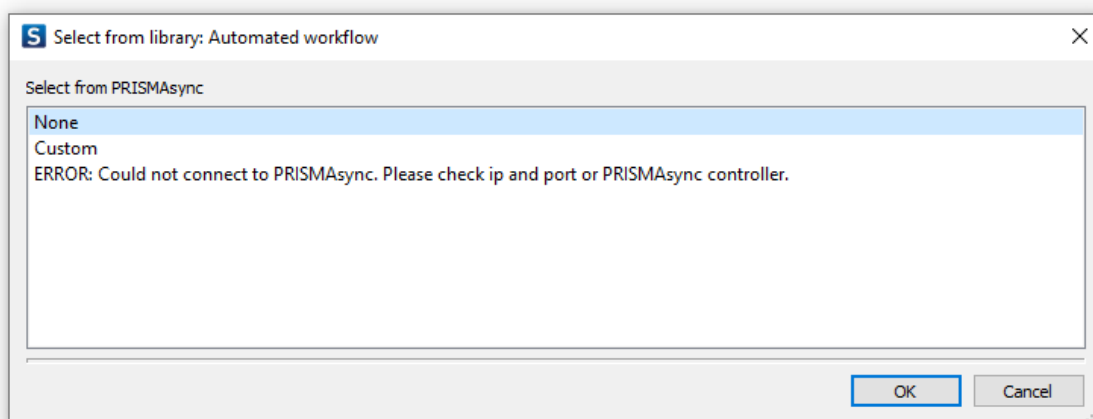 S Select from library: Automated workflow
Select from PRISMAsync
None
Custom
ERROR: Could not connect to PRISMAsync. Please check ip and port or PRISMAsync controller.
OK Cancel